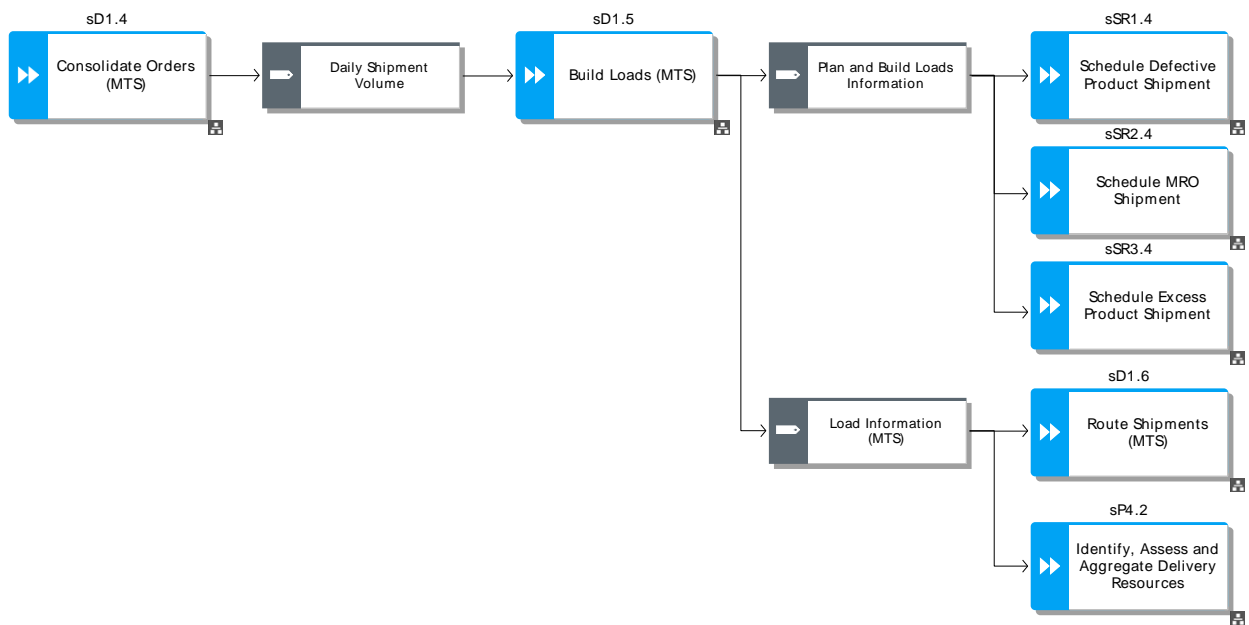 sD1.4
Consolidate Orders
(MTS)
Daily Shipment
Volume
sD1.5
Build Loads (MTS)
Plan and Build Loads
Information
sSR1.4
Schedule Defective
Product Shipment
sSR2.4
Schedule MRO
Shipment
sSR3.4
Schedule Excess
Product Shipment
Load Information
(MTS)
sD1.6
Route Shipments
(MTS)
sP4.2
Identify, Assess and
Aggregate Delivery
Resources